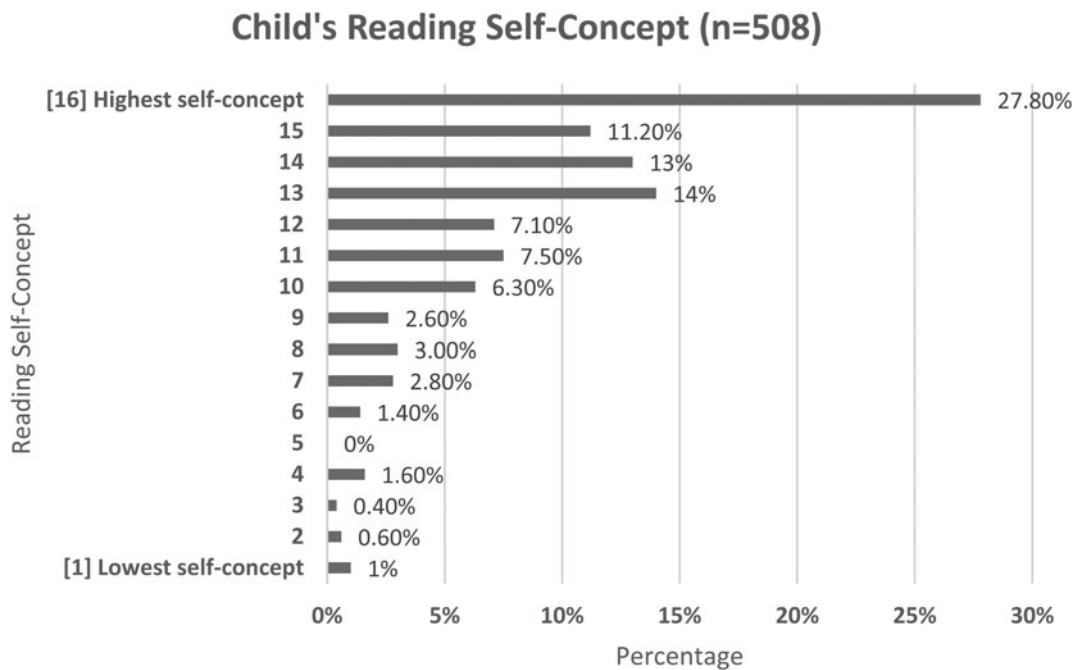 Child's Reading Self-Concept (n=508)
[16] Highest self-concept 27.80%
15 11.20%
14 13%
13 14%
12 7.10%
11 7.50%
10 6.30%
9 2.60%
8 3.00%
7 2.80%
6 1.40%
5 0%
4 1.60%
3 0.40%
2 0.60%
[1] Lowest self-concept 1%
Reading Self-Concept
0% 5% 10% 15% 20% 25% 30%
Percentage